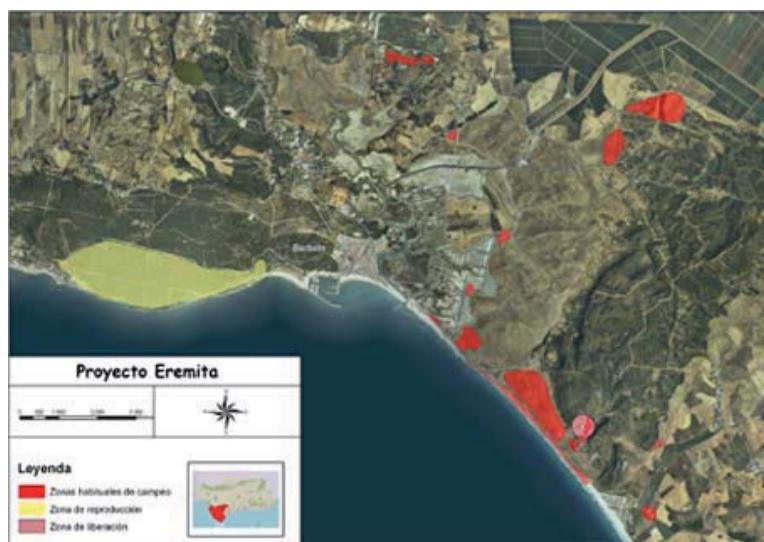 Barbate
Proyecto Eremita
Leyenda
Zonas habituales de campeo
Zona de reproducción
Zona de liberación